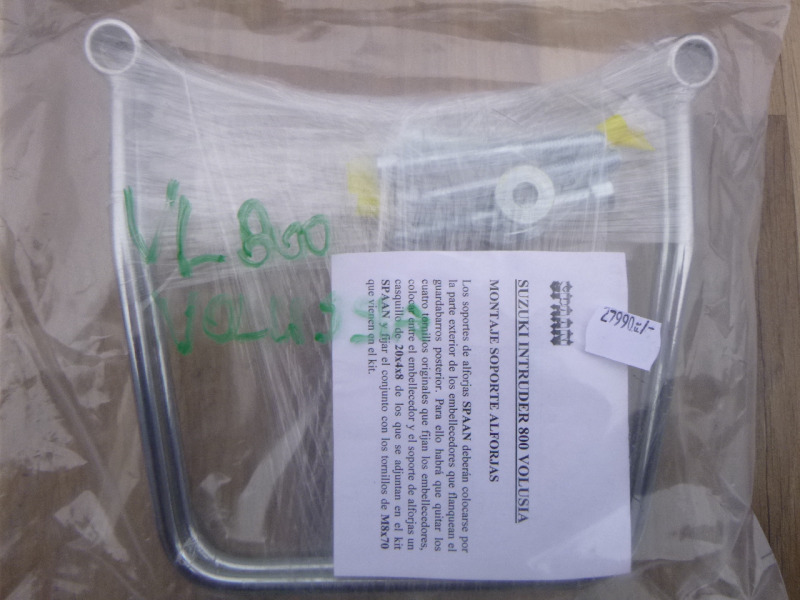 VL 800
VOLUSIA
SPAAN
27990=/-
SUZUKI INTRUDER 800 VOLUSIA
MONTAJE SOPORTE ALFORJAS
Los soportes de alforjas SPAAN deberán colocarse por
la parte exterior de los embellecedores que flanquean el
guardabarros posterior. Para ello habrá que quitar los
cuatro tornillos originales que fijan los embellecedores,
colocar entre el embellecedor y el soporte de alforjas un
casquillo de 20x4x8 de los que se adjuntan en el kit
SPAAN y fijar el conjunto con los tornillos de M8x70
que vienen en el kit.